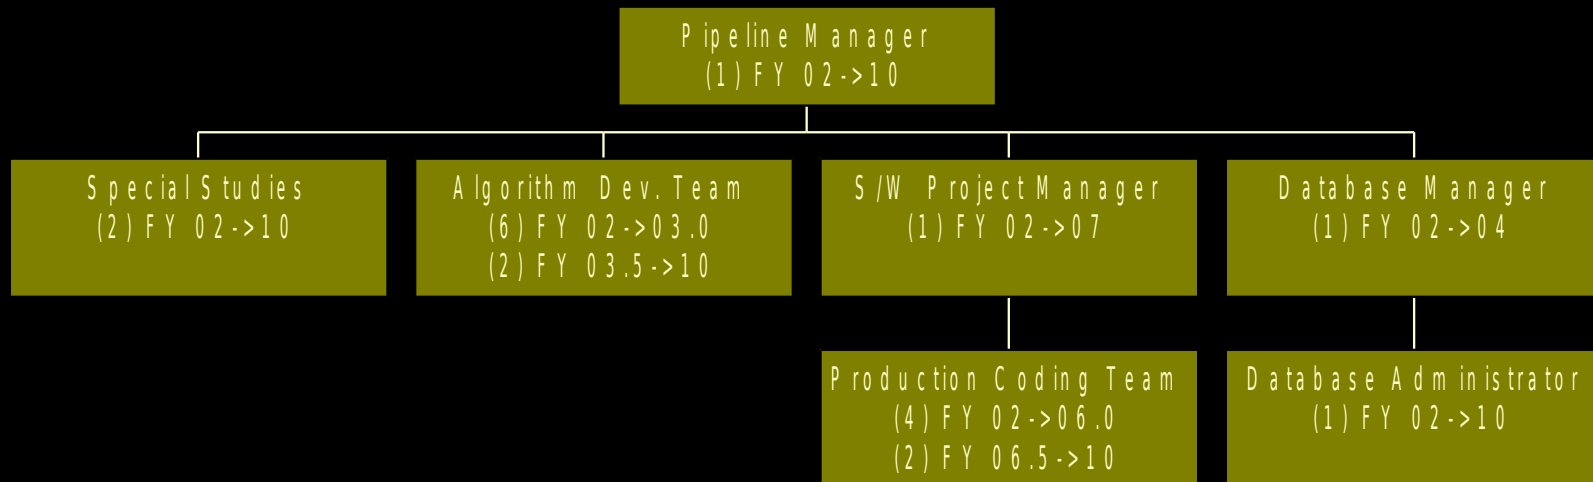 Pipeline Manager
(1) FY 02->10
Special Studies
(2) FY 02->10
Algorithm Dev. Team
(6) FY 02->03.0
(2) FY 03.5->10
S/W Project Manager
(1) FY 02->07
Database Manager
(1) FY 02->04
Production Coding Team
(4) FY 02->06.0
(2) FY 06.5->10
Database Administrator
(1) FY 02->10